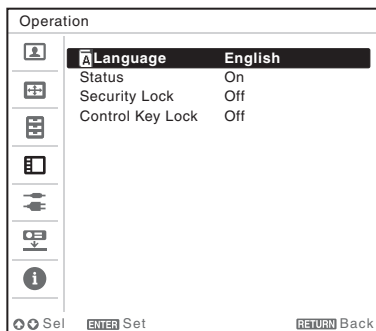 Operation
A Language English
Status On
Security Lock Off
Control Key Lock Off
Sel ENTER Set RETURN Back